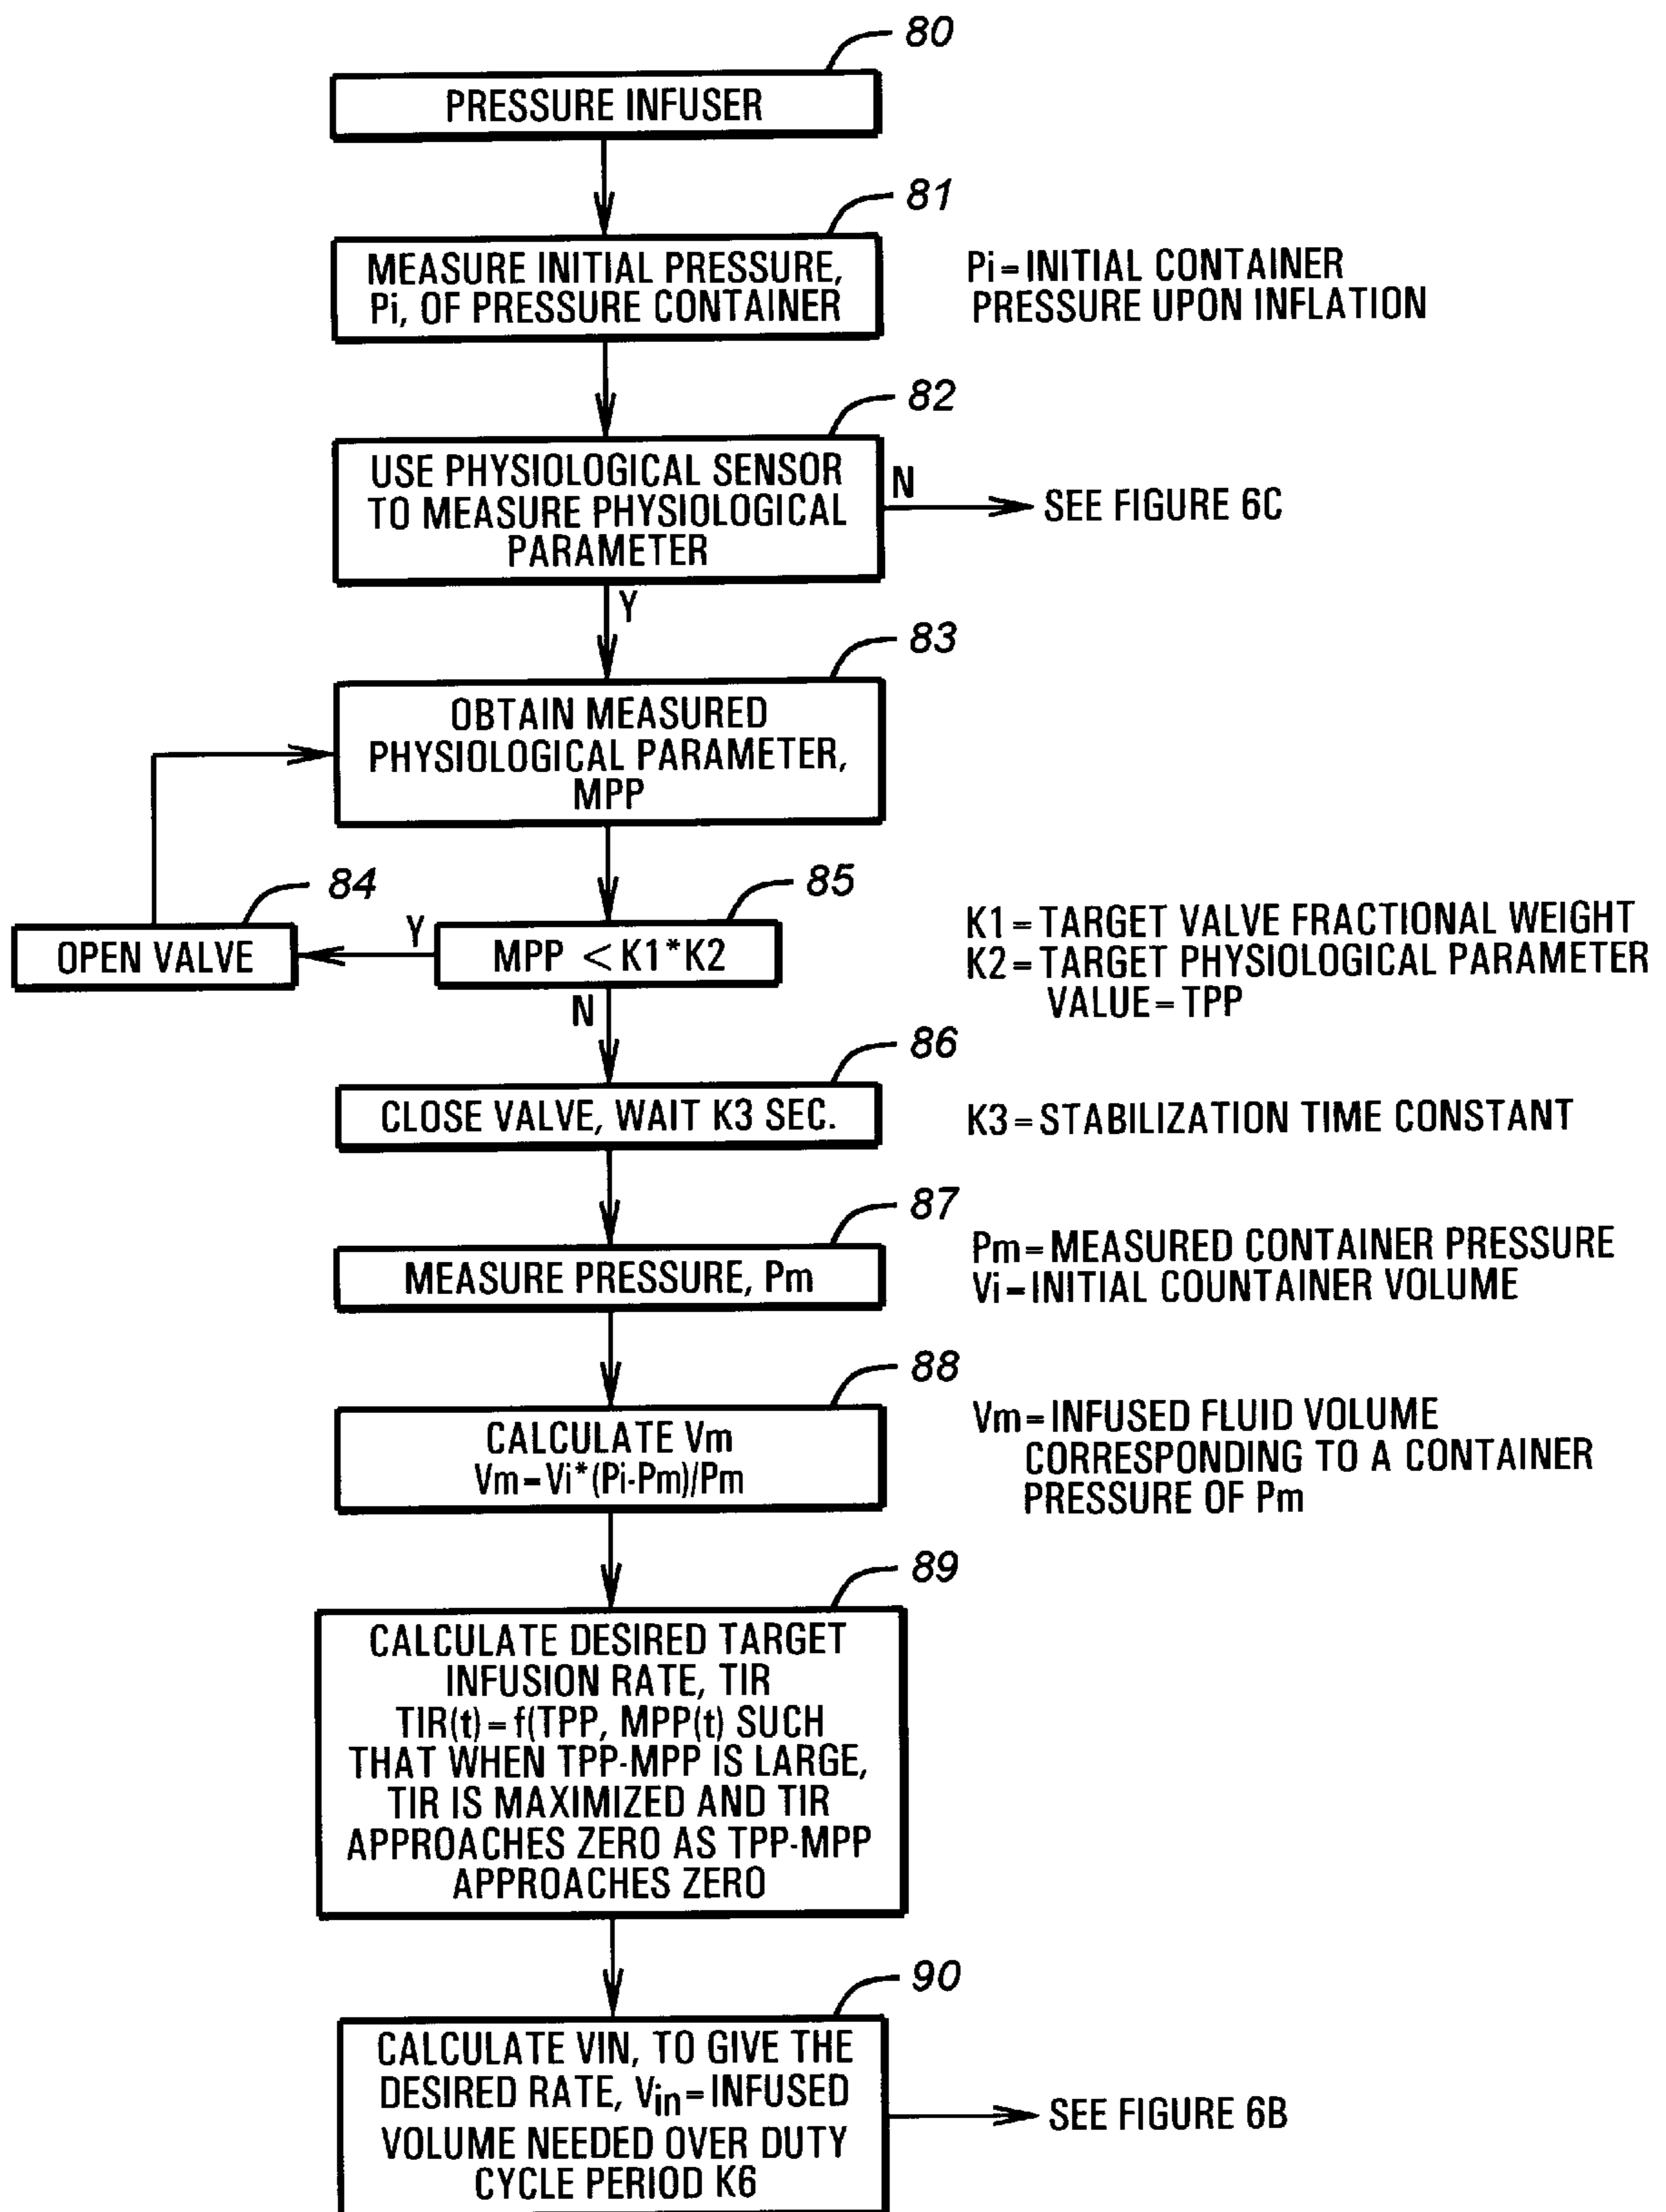 80
PRESSURE INFUSER
81
MEASURE INITIAL PRESSURE,
Pi, OF PRESSURE CONTAINER
Pi=INITIAL CONTAINER
PRESSURE UPON INFLATION
82
USE PHYSIOLOGICAL SENSOR
TO MEASURE PHYSIOLOGICAL
PARAMETER
N
SEE FIGURE 6C
Y
83
OBTAIN MEASURED
PHYSIOLOGICAL PARAMETER,
MPP
84
OPEN VALVE
Y
85
MPP <K1*K2
K1=TARGET VALVE FRACTIONAL WEIGHT
K2=TARGET PHYSIOLOGICAL PARAMETER
VALUE=TPP
N
86
CLOSE VALVE, WAIT K3 SEC.
K3=STABILIZATION TIME CONSTANT
87
MEASURE PRESSURE, Pm
Pm=MEASURED CONTAINER PRESSURE
Vi=INITIAL COUNTAINER VOLUME
88
CALCULATE Vm
Vm=Vi*(Pi-Pm)/Pm
Vm=INFUSED FLUID VOLUME
CORRESPONDING TO A CONTAINER
PRESSURE OF Pm
89
CALCULATE DESIRED TARGET
INFUSION RATE, TIR
TIR(t)=f(TPP, MPP(t) SUCH
THAT WHEN TPP-MPP IS LARGE,
TIR IS MAXIMIZED AND TIR
APPROACHES ZERO AS TPP-MPP
APPROACHES ZERO
90
CALCULATE VIN, TO GIVE THE
DESIRED RATE, Vin=INFUSED
VOLUME NEEDED OVER DUTY
CYCLE PERIOD K6
SEE FIGURE 6B